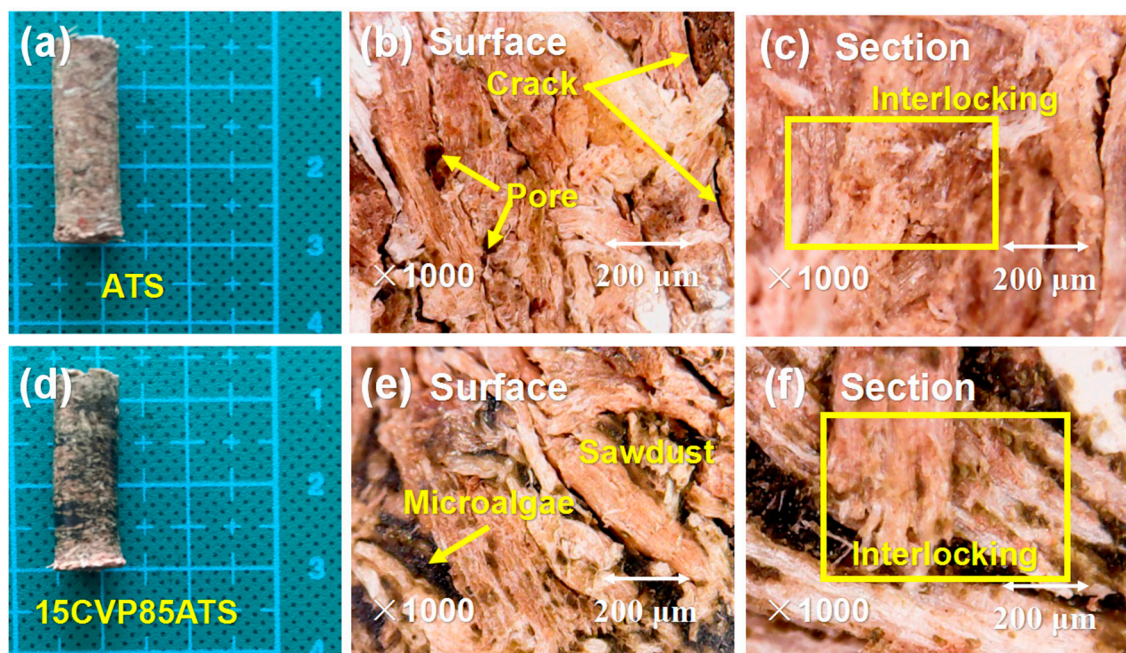 (a)
1
2
3
4
ATS
(b) Surface
Crack
Pore
×1000
200 μm
(c) Section
Interlocking
×1000
200 μm
(d)
1
2
3
15CVP85ATS
(e) Surface
Sawdust
Microalgae
×1000
200 μm
(f) Section
Interlocking
×1000
200 μm